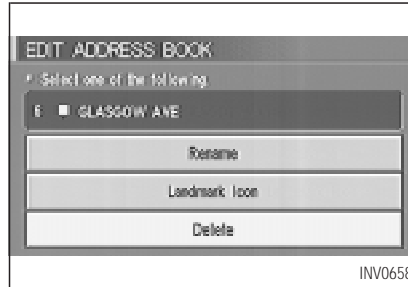 EDIT ADDRESS BOOK
Select one of the following.
6 GLASGOW AVE
Rename
Landmark Icon
Delete
INV0658